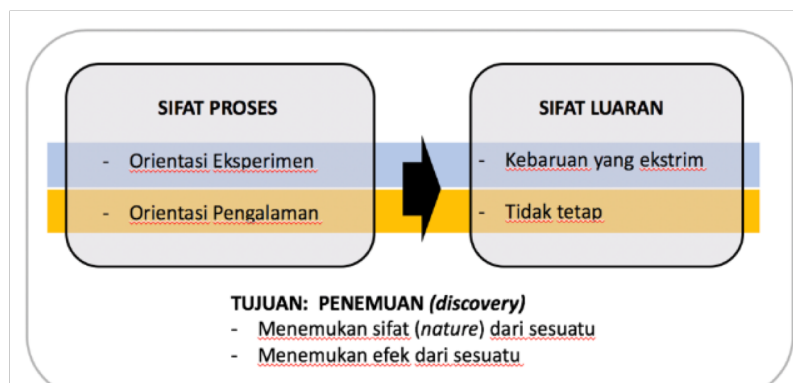 SIFAT PROSES
- Orientasi Eksperimen
- Orientasi Pengalaman
SIFAT LUARAN
- Kebaruan yang ekstrim
- Tidak tetap
TUJUAN: PENEMUAN (discovery)
- Menemukan sifat (nature) dari sesuatu
- Menemukan efek dari sesuatu